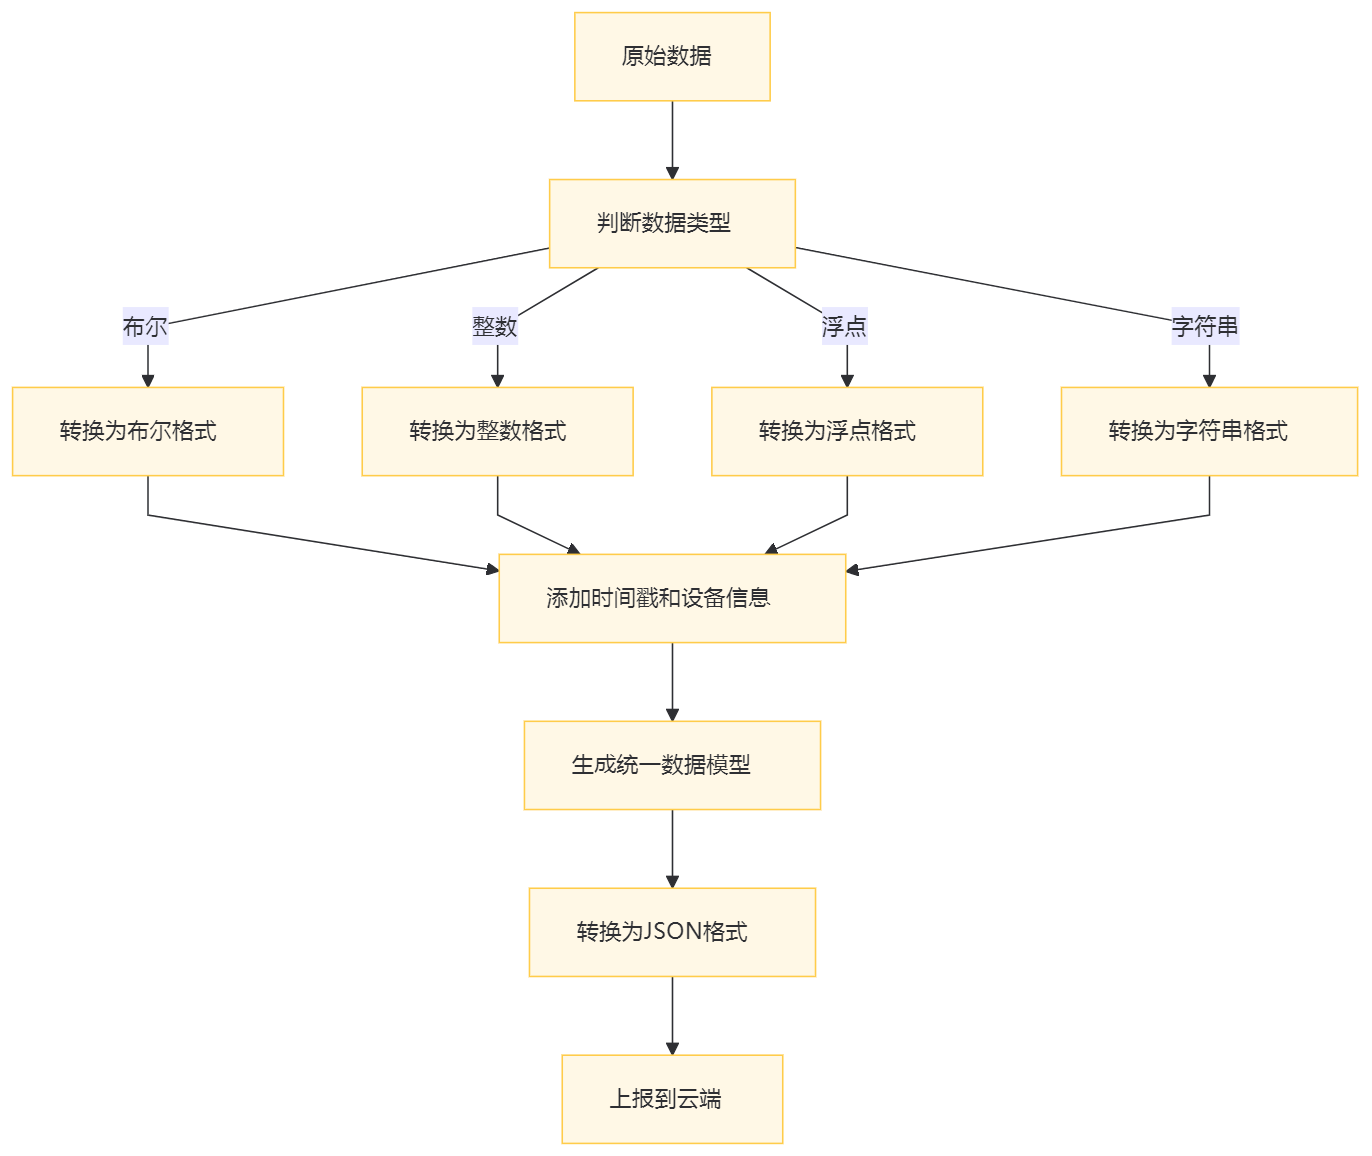 原始数据
判断数据类型
布尔
整数
浮点
字符串
转换为布尔格式
转换为整数格式
转换为浮点格式
转换为字符串格式
添加时间戳和设备信息
生成统一数据模型
转换为JSON格式
上报到云端